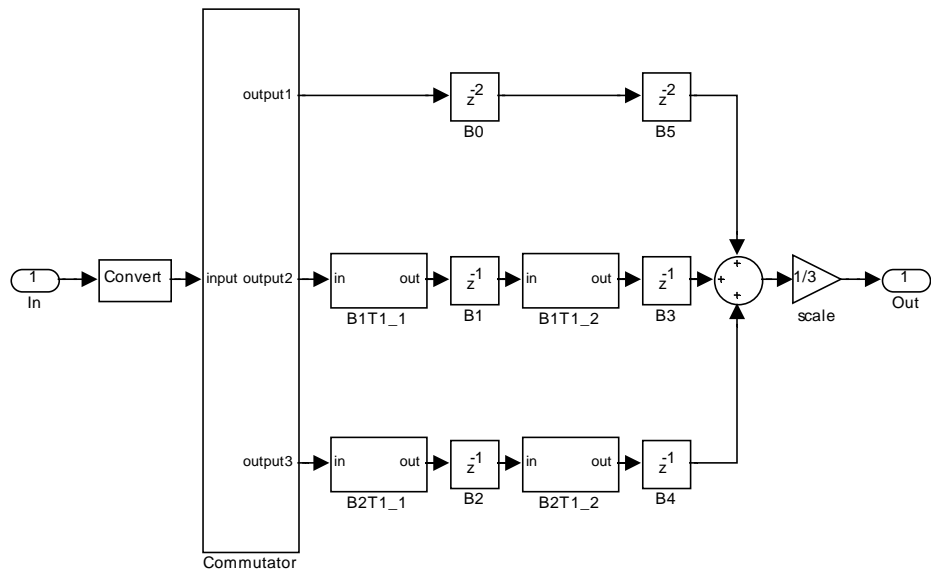 output1
-2
z
B0
-2
z
B5
1
In
Convert
input
output2
in
out
B1T1_1
-1
z
B1
in
out
B1T1_2
-1
z
B3
+
+
+
1/3
scale
1
Out
output3
in
out
B2T1_1
-1
z
B2
in
out
B2T1_2
-1
z
B4
Commutator